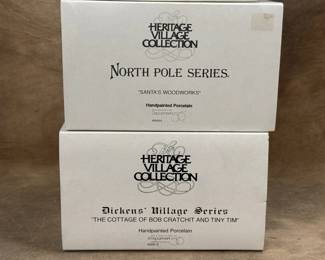 HERITAGE
VILLAGE
COLLECTION
NORTH POLE SERIES.
"SANTA'S WOODWORKS"
Handpainted Porcelain
The
HERITAGE
VILLAGE
COLLECTION
Dickens' Village Series
"THE COTTAGE OF BOB CRATCHIT AND TINY TIM"
Handpainted Porcelain